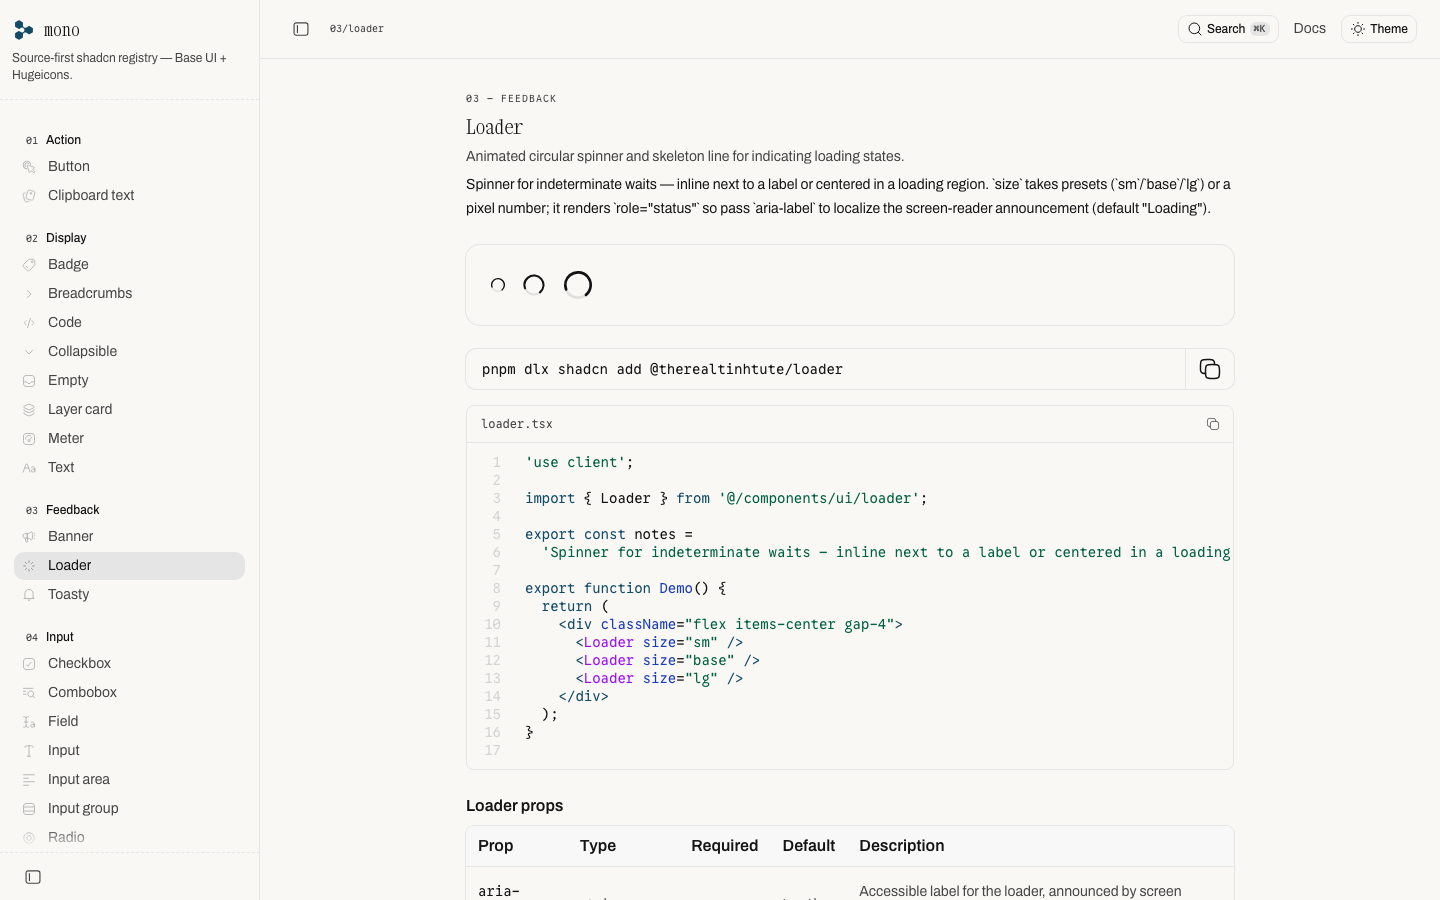 mono
Source-first shadcn registry — Base UI +
Hugeicons.
01 Action
Button
Clipboard text
02 Display
Badge
Breadcrumbs
Code
Collapsible
Empty
Layer card
Meter
Text
03 Feedback
Banner
Loader
Toasty
04 Input
Checkbox
Combobox
Field
Input
Input area
Input group
Radio
03/loader
Search ⌘K
Docs
Theme
03 — FEEDBACK
Loader
Animated circular spinner and skeleton line for indicating loading states.
Spinner for indeterminate waits — inline next to a label or centered in a loading region. `size` takes presets (`sm`/`base`/`lg`) or a
pixel number; it renders `role="status"` so pass `aria-label` to localize the screen-reader announcement (default "Loading").
pnpm dlx shadcn add @therealtinhtute/loader
loader.tsx
1 'use client';
2
3 import { Loader } from '@/components/ui/loader';
4
5 export const notes =
6 'Spinner for indeterminate waits — inline next to a label or centered in a loading
7
8 export function Demo() {
9 return (
10 <div className="flex items-center gap-4">
11 <Loader size="sm" />
12 <Loader size="base" />
13 <Loader size="lg" />
14 </div>
15 );
16 }
17
Loader props
Prop Type Required Default Description
aria-
Accessible label for the loader, announced by screen